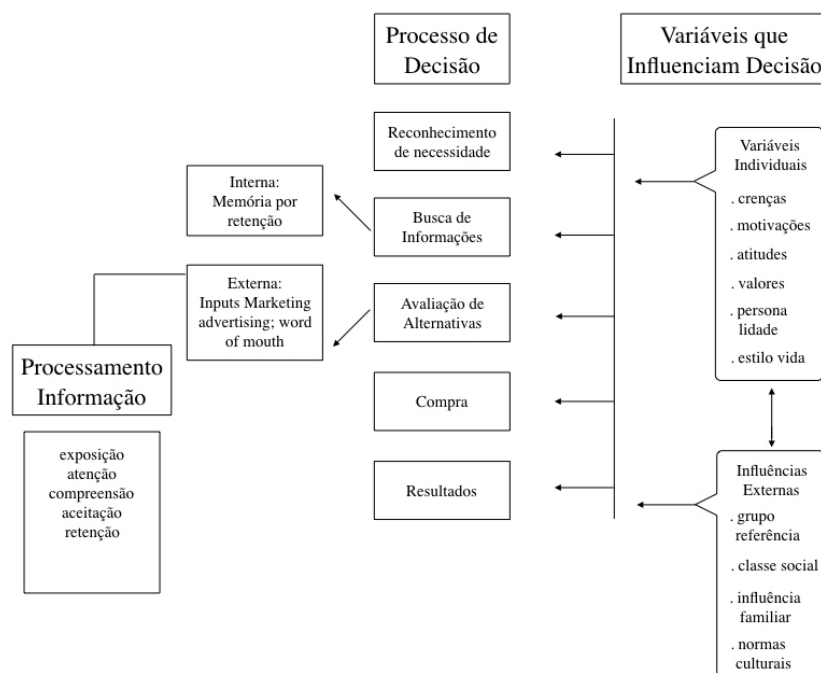 Processo de
Decisão
Variáveis que
Influenciam Decisão
Reconhecimento
de necessidade
Busca de
Informações
Avaliação de
Alternativas
Compra
Resultados
Interna:
Memória por
retenção
Externa:
Inputs Marketing
advertising; word
of mouth
Processamento
Informação
exposição
atenção
compreensão
aceitação
retenção
Variáveis
Individuais
. crenças
. motivações
. atitudes
. valores
. persona
lidade
. estilo vida
Influências
Externas
. grupo
referência
. classe social
. influência
familiar
. normas
culturais